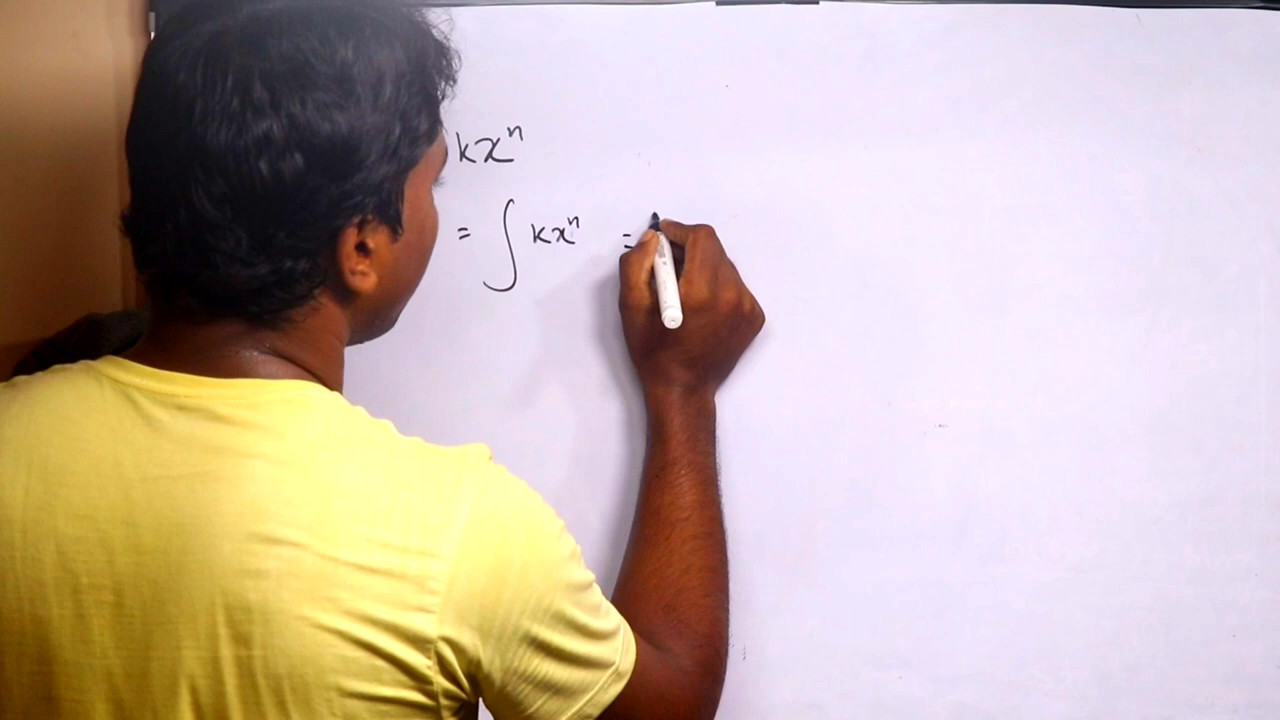 kxⁿ
= ∫ kxⁿ =